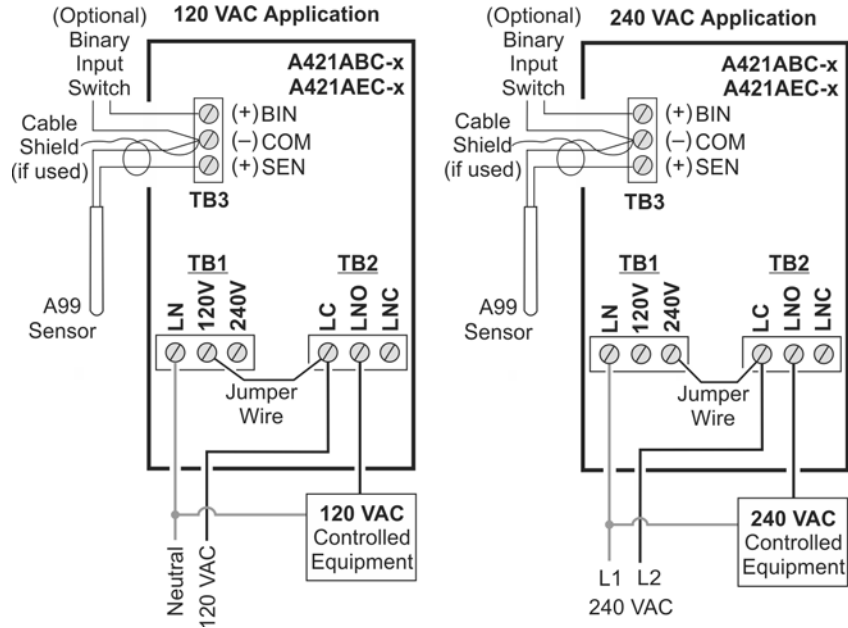 120 VAC Application
(Optional)
Binary
Input
Switch
Cable
Shield
(if used)
A99
Sensor
A421ABC-x
A421AEC-x
(+) BIN
(–) COM
(+) SEN
TB3
TB1
LN
120V
240V
TB2
LC
LNO
LNC
Jumper
Wire
Neutral
120 VAC
120 VAC
Controlled
Equipment
240 VAC Application
(Optional)
Binary
Input
Switch
Cable
Shield
(if used)
A99
Sensor
A421ABC-x
A421AEC-x
(+) BIN
(–) COM
(+) SEN
TB3
TB1
LN
120V
240V
TB2
LC
LNO
LNC
Jumper
Wire
L1 L2
240 VAC
240 VAC
Controlled
Equipment